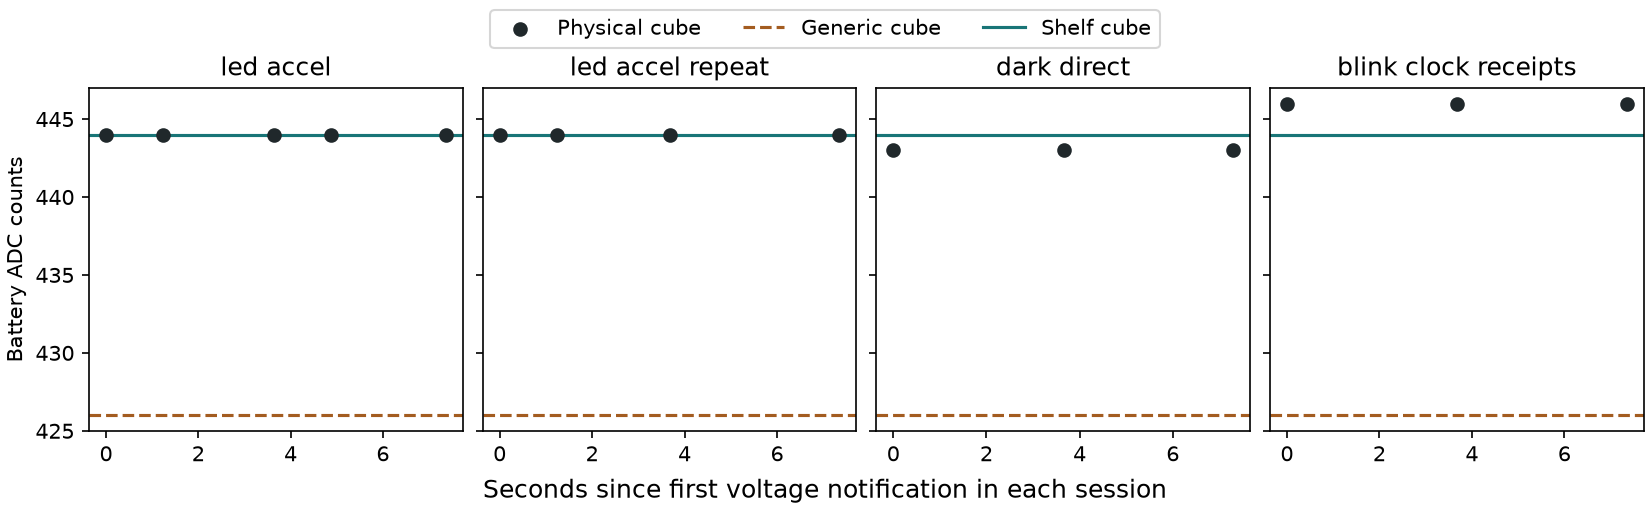 Physical cube
Generic cube
Shelf cube
led accel
led accel repeat
dark direct
blink clock receipts
Battery ADC counts
445
440
435
430
425
0 2 4 6
0 2 4 6
0 2 4 6
0 2 4 6
Seconds since first voltage notification in each session